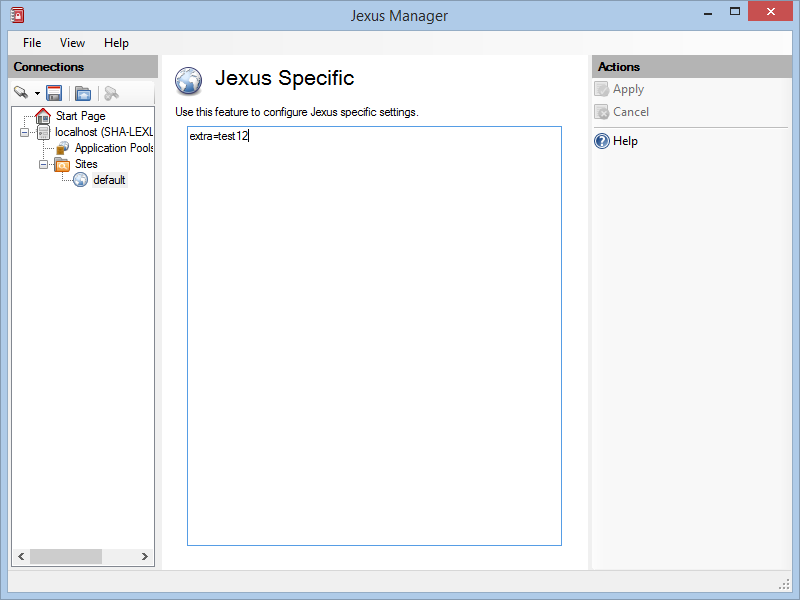 Jexus Manager
File View Help
Connections
Start Page
localhost (SHA-LEXL
Application Pools
Sites
default
Jexus Specific
Use this feature to configure Jexus specific settings.
extra=test12
Actions
Apply
Cancel
Help